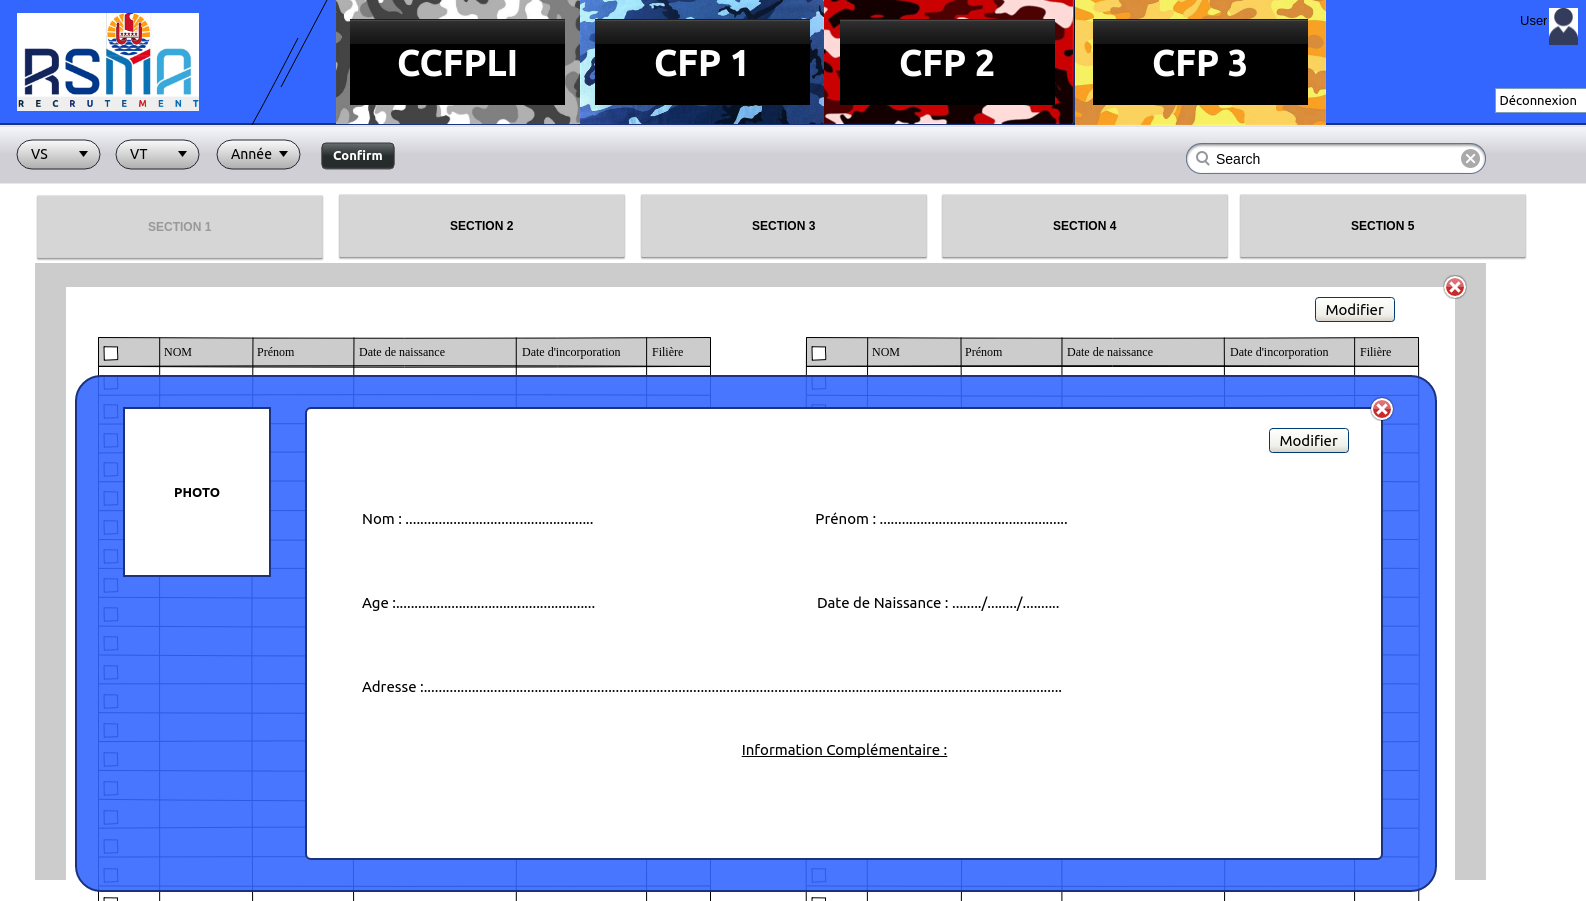 RSMA
RECRUTEMENT
CCFPLI
CFP 1
CFP 2
CFP 3
User
Déconnexion
VS
VT
Année
Confirm
Search
SECTION 1
SECTION 2
SECTION 3
SECTION 4
SECTION 5
Modifier
NOM Prénom Date de naissance Date d'incorporation Filière
NOM Prénom Date de naissance Date d'incorporation Filière
PHOTO
Modifier
Nom : ...................................................
Prénom : ...................................................
Age :......................................................
Date de Naissance : ......../......../..........
Adresse :.............................................................................................................................................................................
Information Complémentaire :